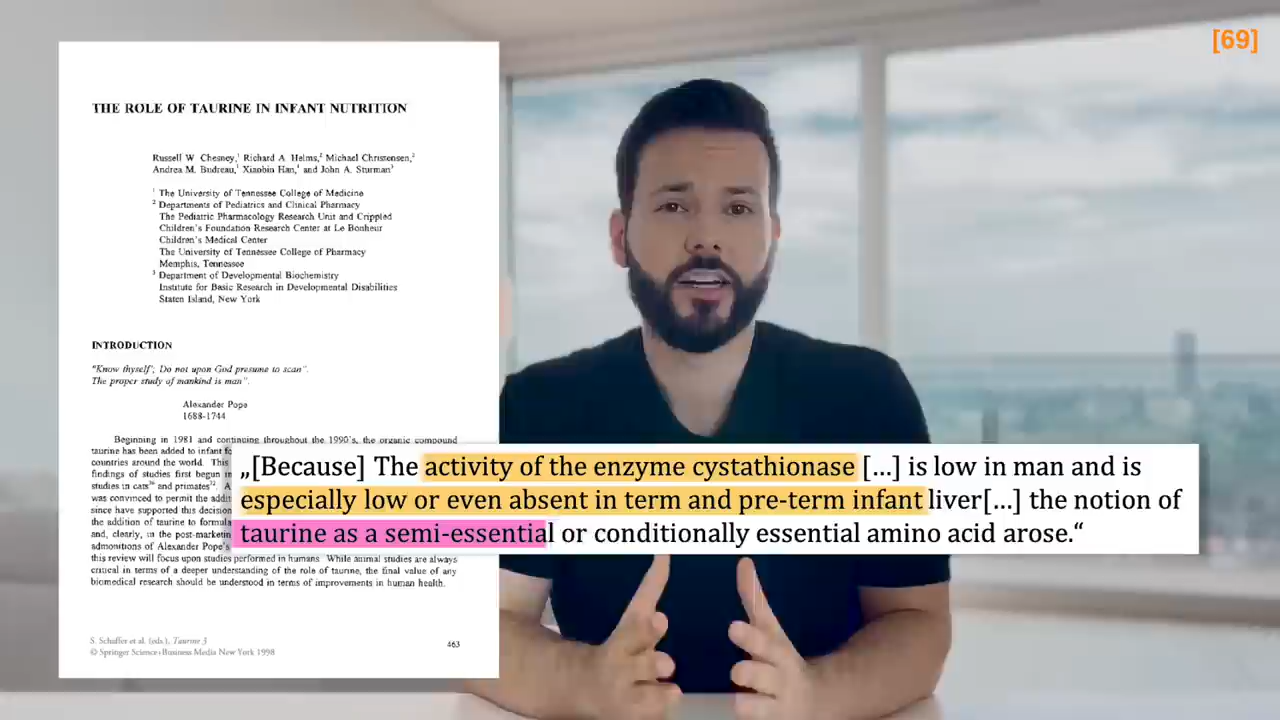 [69]
THE ROLE OF TAURINE IN INFANT NUTRITION
Russell W Chesney,¹ Richard A Helms,² Michael Christensen,²
Andrea M. Budreau,¹ Xiaobin Han,¹ and John A. Sturman³
¹ The University of Tennessee College of Medicine
² Departments of Pediatrics and Clinical Pharmacy
The Pediatric Pharmacology Research Unit and Crippled
Children's Foundation Research Center at Le Bonheur
Children's Medical Center
The University of Tennessee College of Pharmacy
Memphis, Tennessee
³ Department of Developmental Biochemistry
Institute for Basic Research in Developmental Disabilities
Staten Island, New York
INTRODUCTION
"Know thyself; Do not upon God presume to scan".
The proper study of mankind is man".
Alexander Pope
1688-1744
Beginning in 1981 and continuing throughout the 1990's, the organic compound
taurine has been added to infant
countries around the world. This
findings of studies first began
studies in cats and primates
was convinced to permit the
since have supported this decision
the addition of taurine to
and, clearly, in the
admonitions of Alexander Pope's
„[Because] The activity of the enzyme cystathionase [...] is low in man and is
especially low or even absent in term and pre-term infant liver[...] the notion of
taurine as a semi-essential or conditionally essential amino acid arose.“
this review will focus upon studies performed in humans While animal studies are always
critical in terms of a deeper understanding of the role of taurine, the final value of any
biomedical research should be understood in terms of improvements in human health.
S. Schaffer et al. (eds.), Taurine 3
© Springer Science+Business Media New York 1998
463